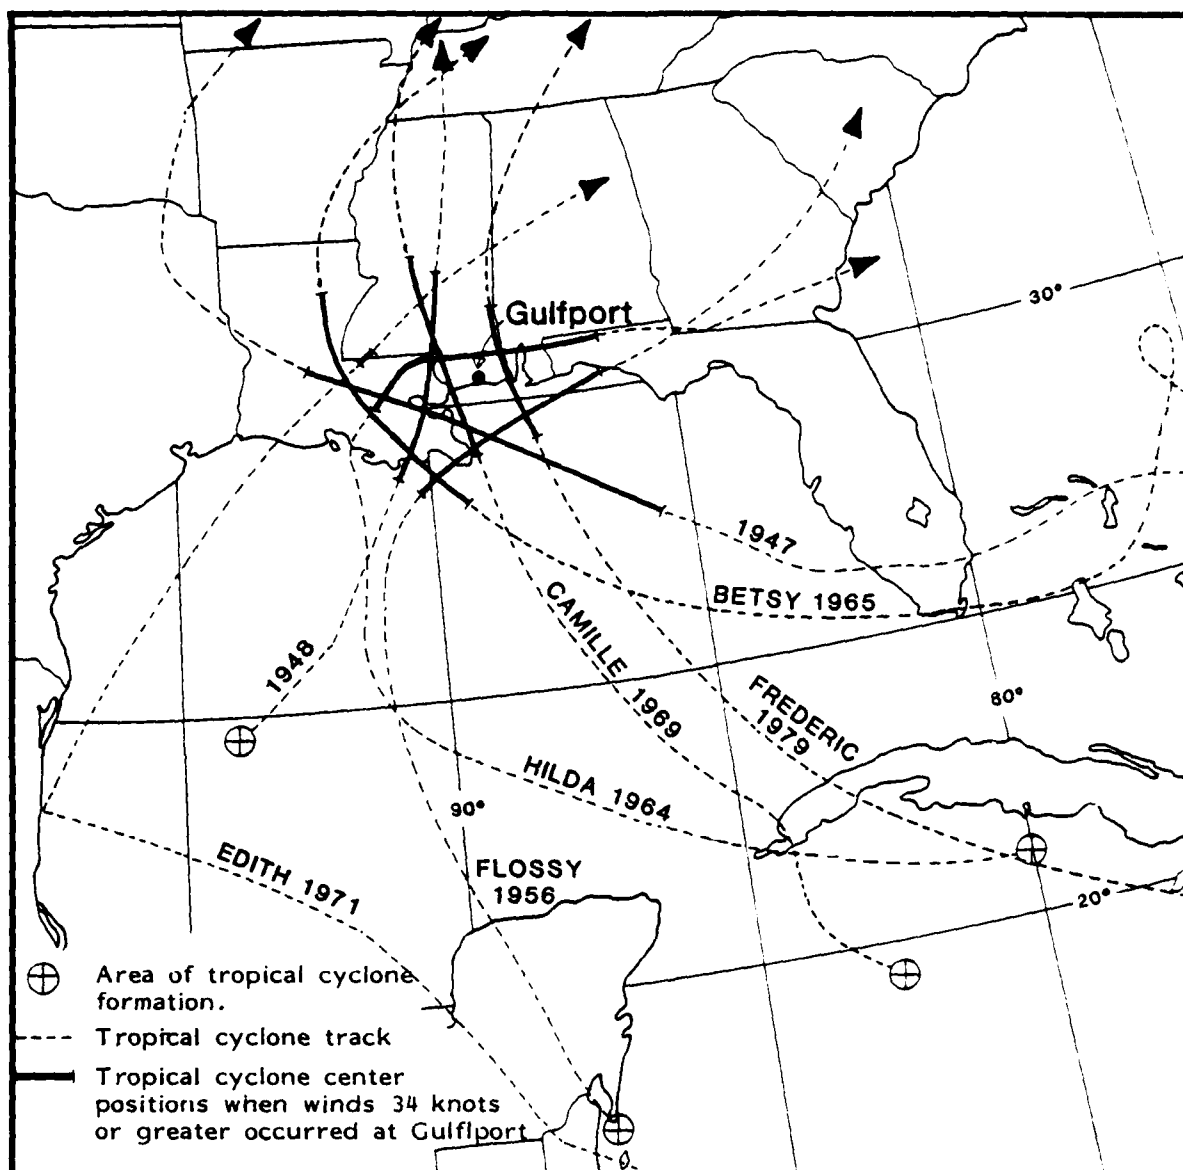 Gulfport
30°
1947
BETSY 1965
CAMILLE 1969
1948
FREDERIC
1979
80°
HILDA 1964
90°
EDITH 1971
FLOSSY
1956
20°
Area of tropical cyclone
formation.
Tropical cyclone track
Tropical cyclone center
positions when winds 34 knots
or greater occurred at Gulflport